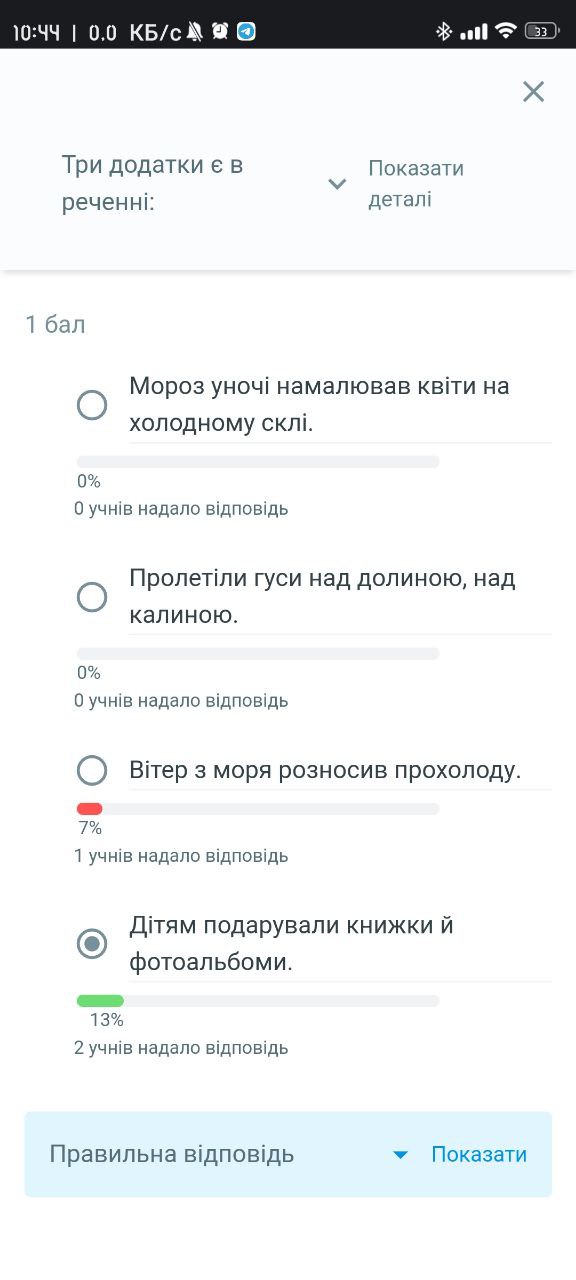 10:44 | 0.0 КБ/с
33
Три додатки є в
реченні:
Показати
деталі
1 бал
Мороз уночі намалював квіти на
холодному склі.
0%
0 учнів надало відповідь
Пролетіли гуси над долиною, над
калиною.
0%
0 учнів надало відповідь
Вітер з моря розносив прохолоду.
7%
1 учнів надало відповідь
Дітям подарували книжки й
фотоальбоми.
13%
2 учнів надало відповідь
Правильна відповідь
Показати